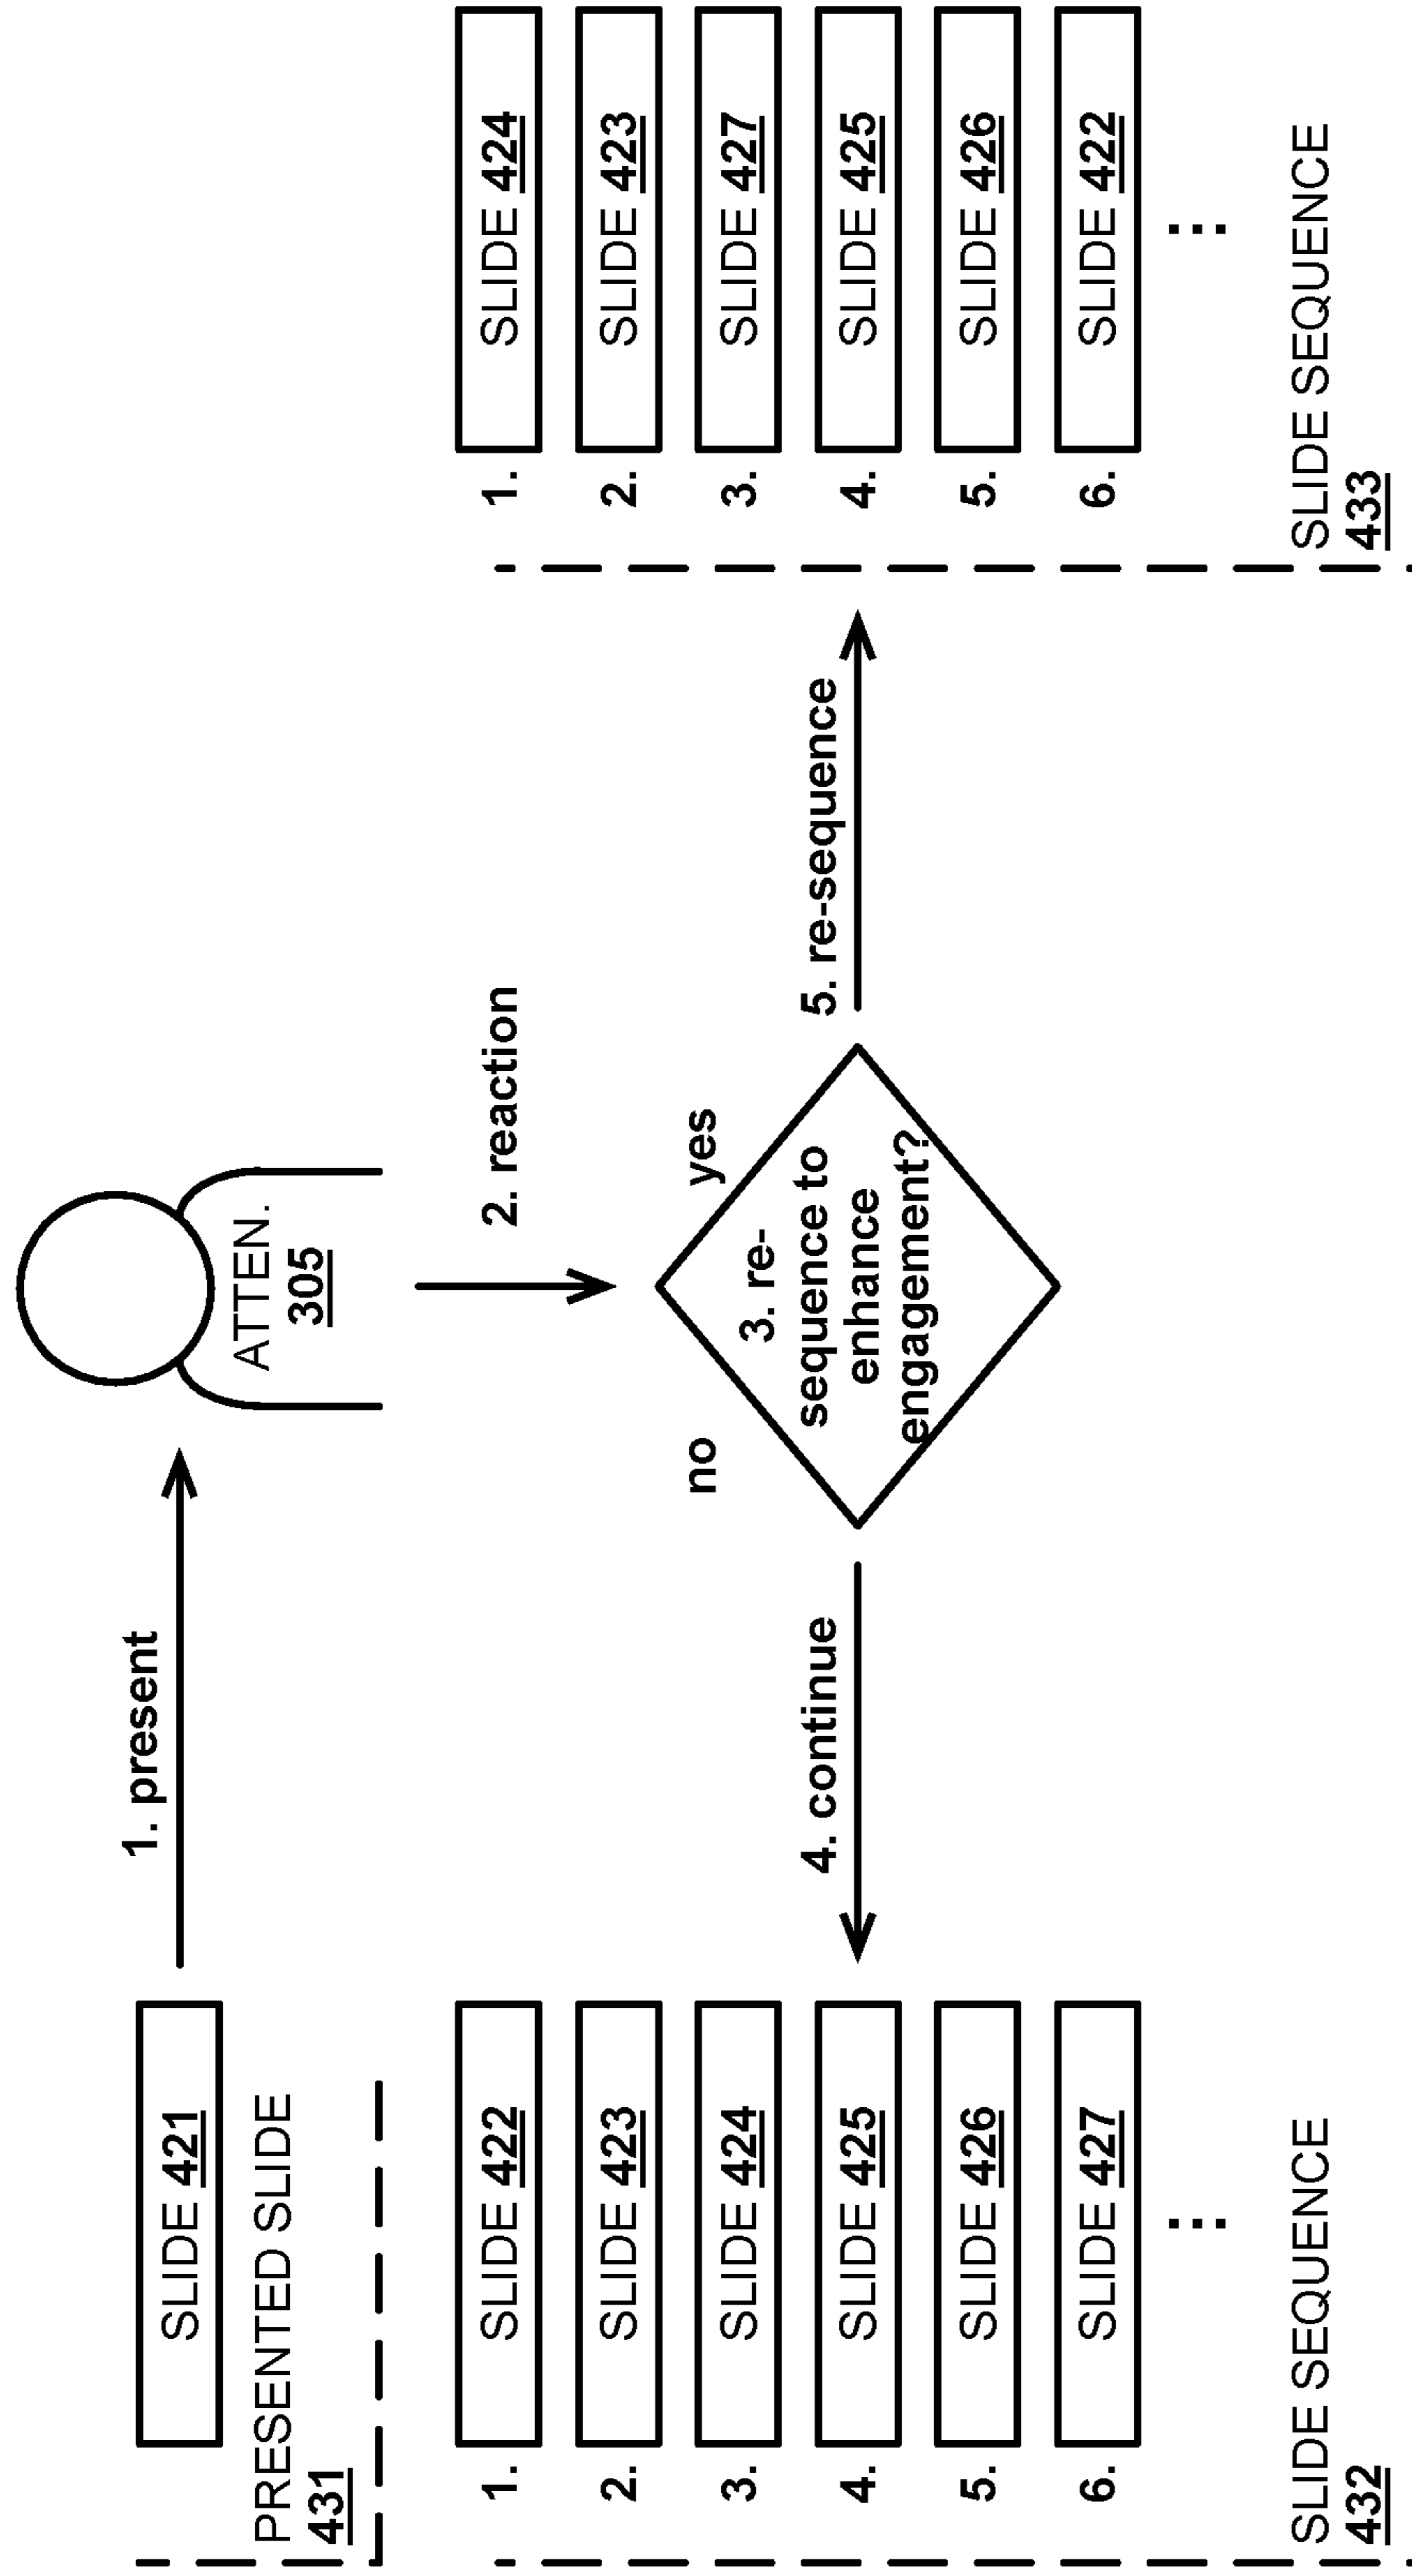 SLIDE 421
PRESENTED SLIDE
431
1. present
ATTEN.
305
2. reaction
3. re-
sequence to
enhance
engagement?
no
yes
4. continue
5. re-sequence
1. SLIDE 422
2. SLIDE 423
3. SLIDE 424
4. SLIDE 425
5. SLIDE 426
6. SLIDE 427
...
SLIDE SEQUENCE
432
1. SLIDE 424
2. SLIDE 423
3. SLIDE 427
4. SLIDE 425
5. SLIDE 426
6. SLIDE 422
...
SLIDE SEQUENCE
433